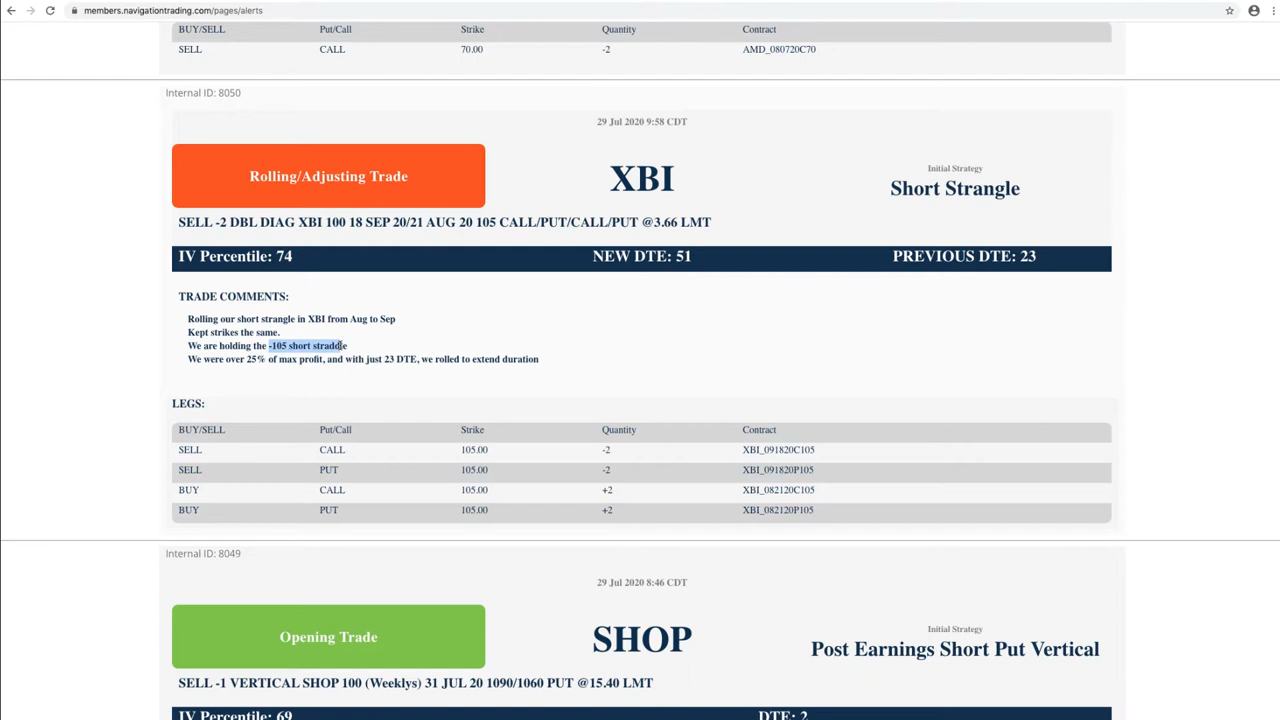 members.navigationtrading.com/pages/alerts
BUY/SELL Put/Call Strike Quantity Contract
SELL CALL 70.00 -2 AMD_080720C70
Internal ID: 8050
29 Jul 2020 9:58 CDT
Rolling/Adjusting Trade
XBI
Initial Strategy
Short Strangle
SELL -2 DBL DIAG XBI 100 18 SEP 20/21 AUG 20 105 CALL/PUT/CALL/PUT @3.66 LMT
IV Percentile: 74 NEW DTE: 51 PREVIOUS DTE: 23
TRADE COMMENTS:
Rolling our short strangle in XBI from Aug to Sep
Kept strikes the same.
We are holding the -105 short straddle
We were over 25% of max profit, and with just 23 DTE, we rolled to extend duration
LEGS:
BUY/SELL Put/Call Strike Quantity Contract
SELL CALL 105.00 -2 XBI_091820C105
SELL PUT 105.00 -2 XBI_091820P105
BUY CALL 105.00 +2 XBI_082120C105
BUY PUT 105.00 +2 XBI_082120P105
Internal ID: 8049
29 Jul 2020 8:46 CDT
Opening Trade
SHOP
Initial Strategy
Post Earnings Short Put Vertical
SELL -1 VERTICAL SHOP 100 (Weeklys) 31 JUL 20 1090/1060 PUT @15.40 LMT
IV Percentile: 69 DTE: 2